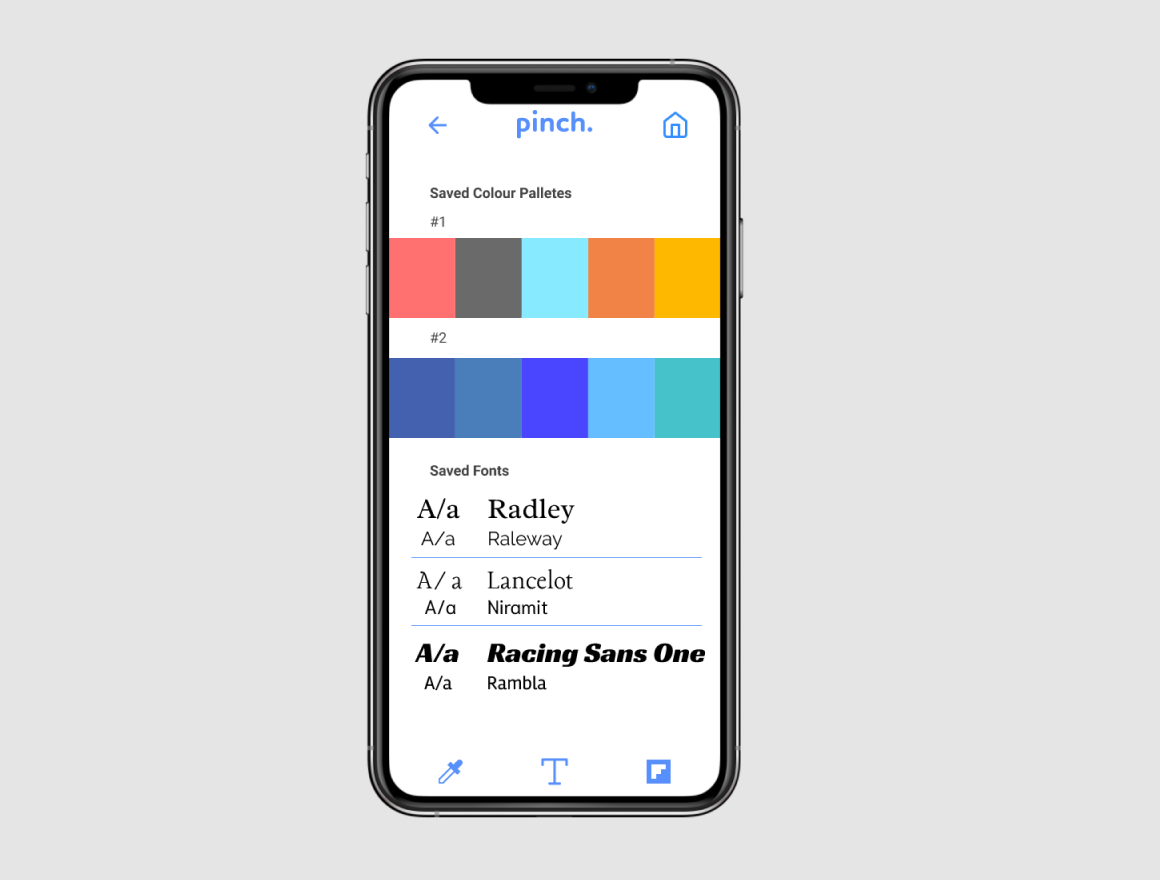 pinch.
Saved Colour Palletes
#1
#2
Saved Fonts
A/a Radley
A/a Raleway
A/ a Lancelot
A/a Niramit
A/a Racing Sans One
A/a Rambla
T